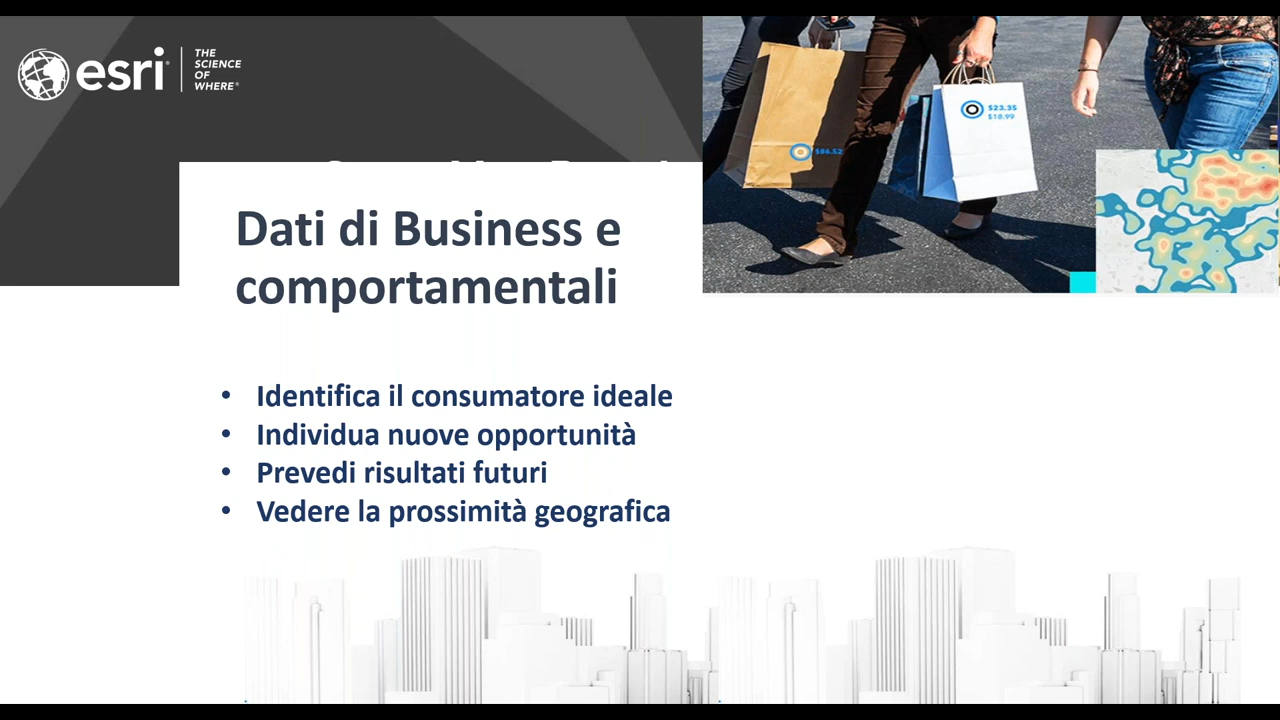 esri
THE
SCIENCE
OF
WHERE®
Dati di Business e
comportamentali
• Identifica il consumatore ideale
• Individua nuove opportunità
• Prevedi risultati futuri
• Vedere la prossimità geografica
$23.35
$18.99
$86.52